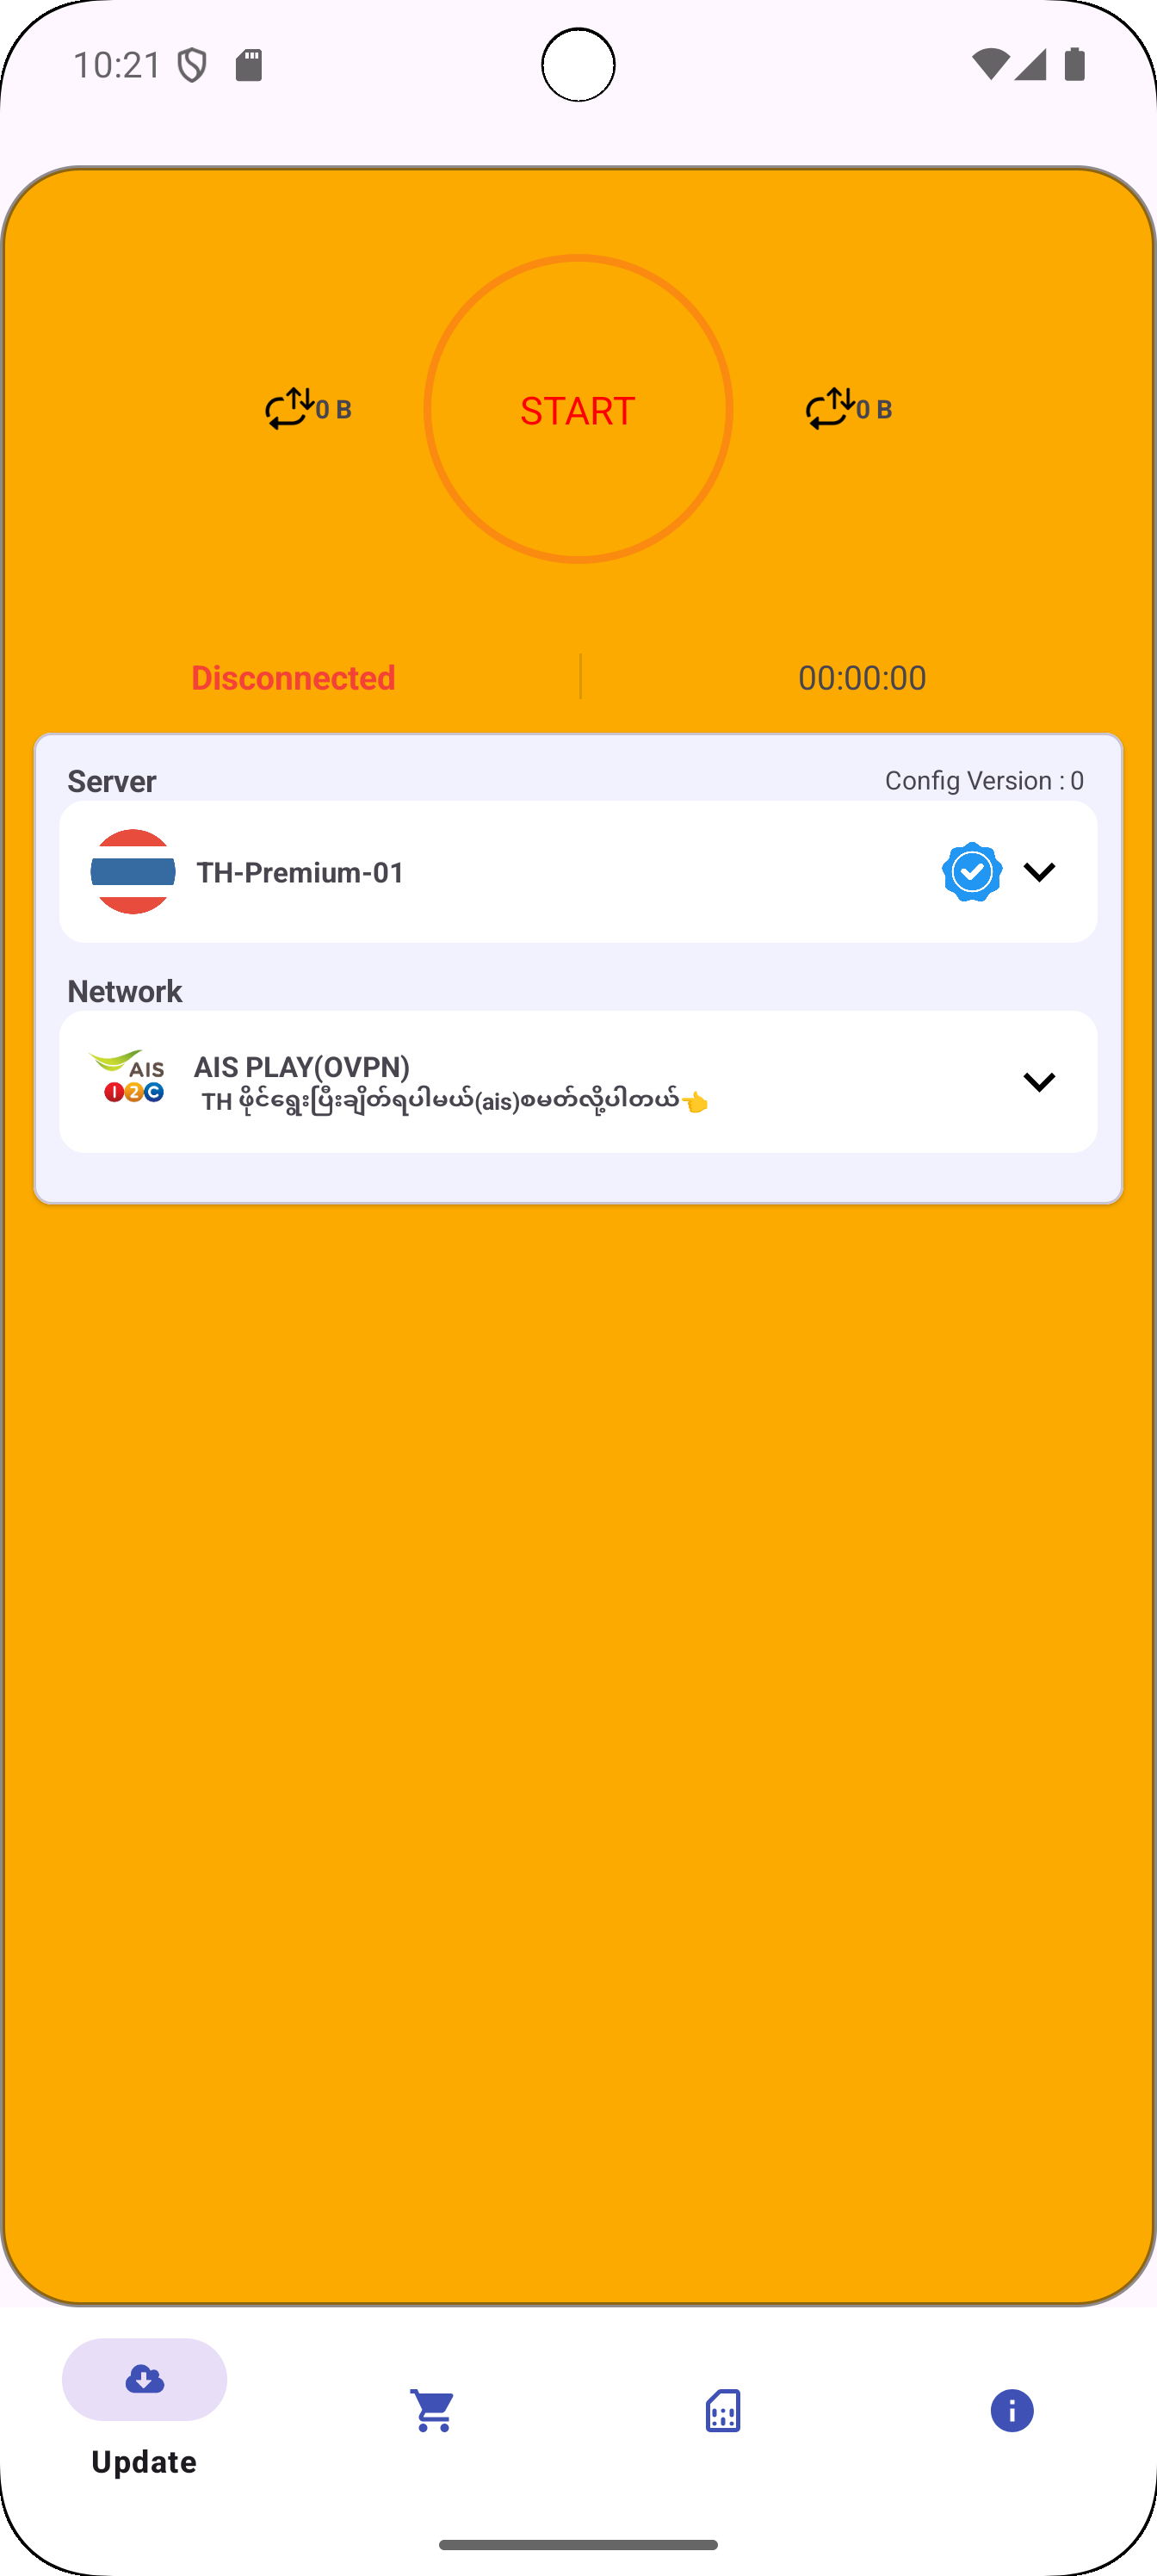 10:21
0 B
START
0 B
Disconnected
00:00:00
Server
Config Version : 0
TH-Premium-01
Network
AIS
12C
AIS PLAY(OVPN)
TH ဖိုင်ရွေးပြီးချိတ်ရပါမယ်(ais)စမတ်လို့ပါတယ်👈
Update